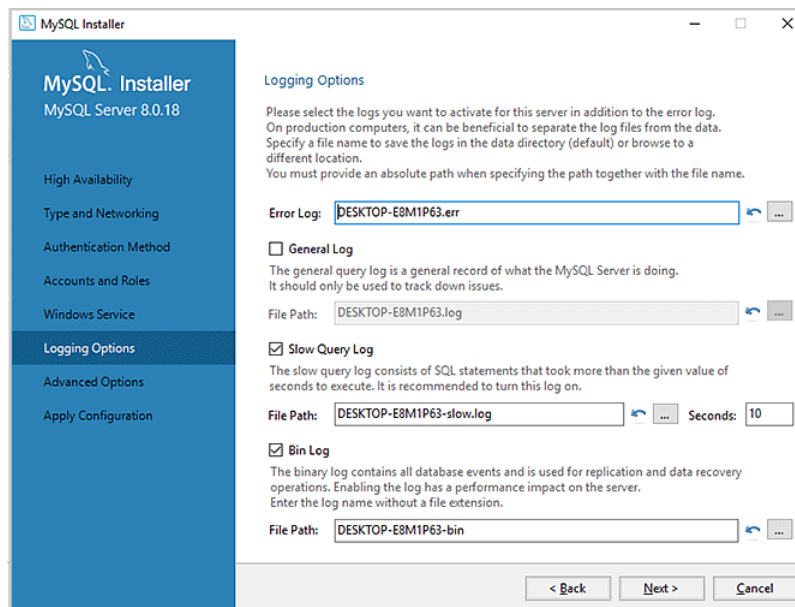 MySQL Installer
MySQL. Installer
MySQL Server 8.0.18
High Availability
Type and Networking
Authentication Method
Accounts and Roles
Windows Service
Logging Options
Advanced Options
Apply Configuration
Logging Options
Please select the logs you want to activate for this server in addition to the error log.
On production computers, it can be beneficial to separate the log files from the data.
Specify a file name to save the logs in the data directory (default) or browse to a
different location.
You must provide an absolute path when specifying the path together with the file name.
Error Log: DESKTOP-E8M1P63.err ...
General Log
The general query log is a general record of what the MySQL Server is doing.
It should only be used to track down issues.
File Path: DESKTOP-E8M1P63.log ...
Slow Query Log
The slow query log consists of SQL statements that took more than the given value of
seconds to execute. It is recommended to turn this log on.
File Path: DESKTOP-E8M1P63-slow.log ... Seconds: 10
Bin Log
The binary log contains all database events and is used for replication and data recovery
operations. Enabling the log has a performance impact on the server.
Enter the log name without a file extension.
File Path: DESKTOP-E8M1P63-bin ...
< Back Next > Cancel